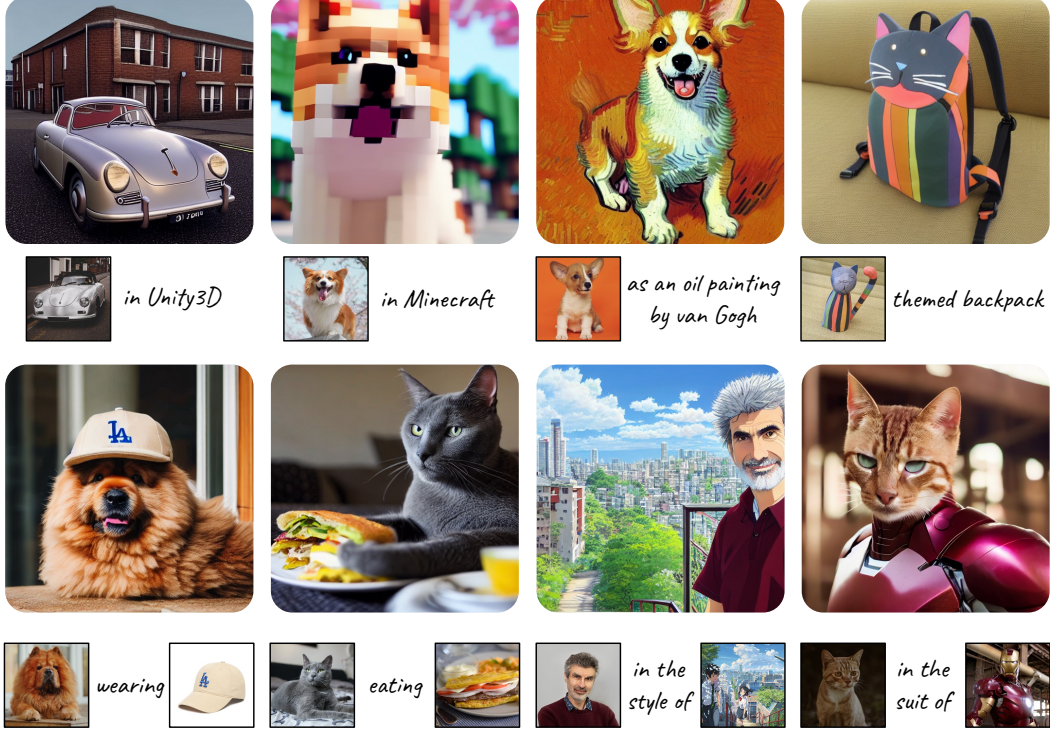 in Unity3D
in Minecraft
as an oil painting
by van Gogh
themed backpack
LA
wearing
LA
eating
in the
style of
in the
suit of